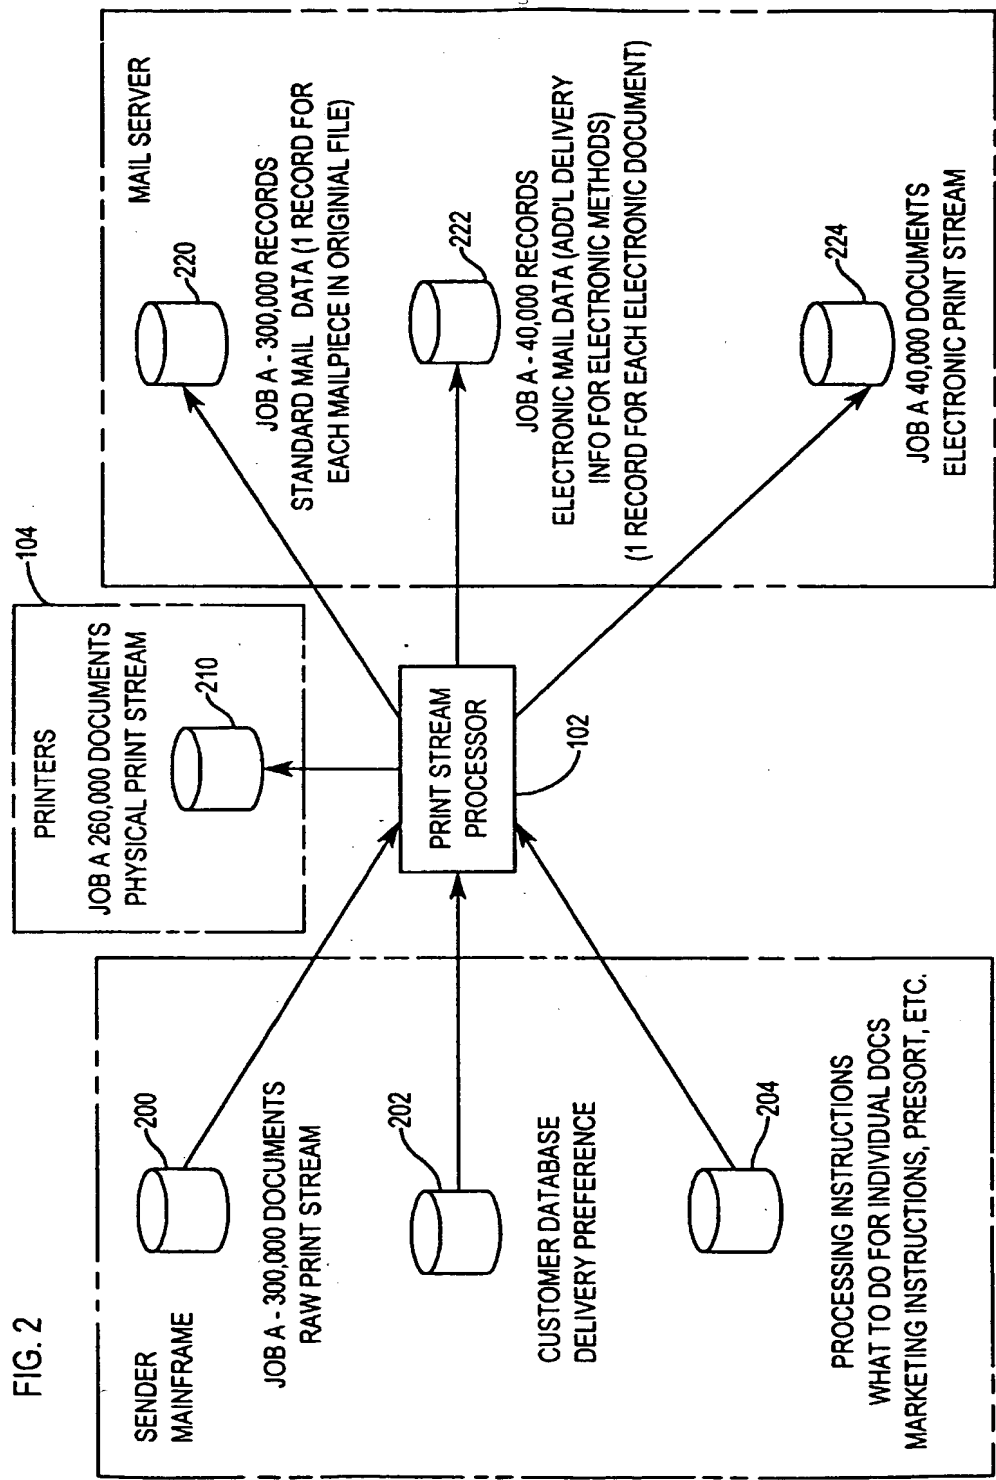 FIG. 2
SENDER
MAINFRAME
200
JOB A - 300,000 DOCUMENTS
RAW PRINT STREAM
202
CUSTOMER DATABASE
DELIVERY PREFERENCE
204
PROCESSING INSTRUCTIONS
WHAT TO DO FOR INDIVIDUAL DOCS
MARKETING INSTRUCTIONS, PRESORT, ETC.
PRINTERS
104
JOB A 260,000 DOCUMENTS
PHYSICAL PRINT STREAM
210
PRINT STREAM
PROCESSOR
102
MAIL SERVER
220
JOB A - 300,000 RECORDS
STANDARD MAIL DATA (1 RECORD FOR
EACH MAILPIECE IN ORIGINIAL FILE)
222
JOB A - 40,000 RECORDS
ELECTRONIC MAIL DATA (ADD'L DELIVERY
INFO FOR ELECTRONIC METHODS)
(1 RECORD FOR EACH ELECTRONIC DOCUMENT)
224
JOB A 40,000 DOCUMENTS
ELECTRONIC PRINT STREAM